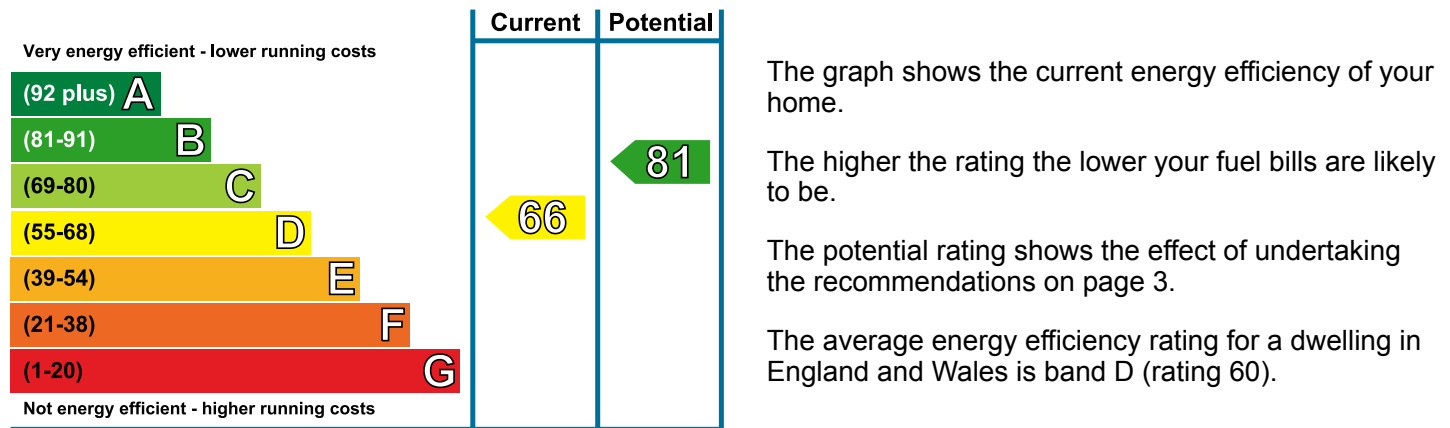 Current Potential
Very energy efficient - lower running costs
(92 plus) A
(81-91) B
(69-80) C
(55-68) D
(39-54) E
(21-38) F
(1-20) G
Not energy efficient - higher running costs
66
81
The graph shows the current energy efficiency of your
home.
The higher the rating the lower your fuel bills are likely
to be.
The potential rating shows the effect of undertaking
the recommendations on page 3.
The average energy efficiency rating for a dwelling in
England and Wales is band D (rating 60).